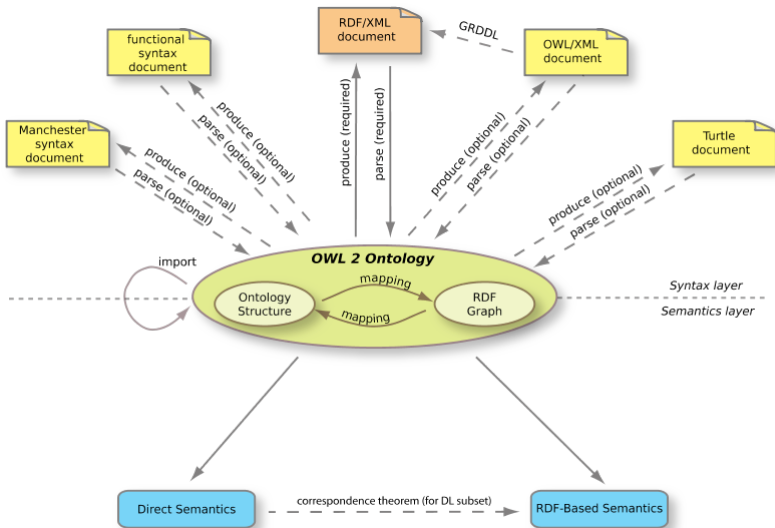 RDF/XML
document
GRDDL
functional
syntax
document
OWL/XML
document
Manchester
syntax
document
Turtle
document
produce (optional)
parse (optional)
produce (optional)
parse (optional)
produce (required)
parse (required)
produce (optional)
parse (optional)
produce (optional)
parse (optional)
import
OWL 2 Ontology
mapping
Ontology
Structure
RDF
Graph
mapping
Syntax layer
Semantics layer
Direct Semantics
correspondence theorem (for DL subset)
RDF-Based Semantics